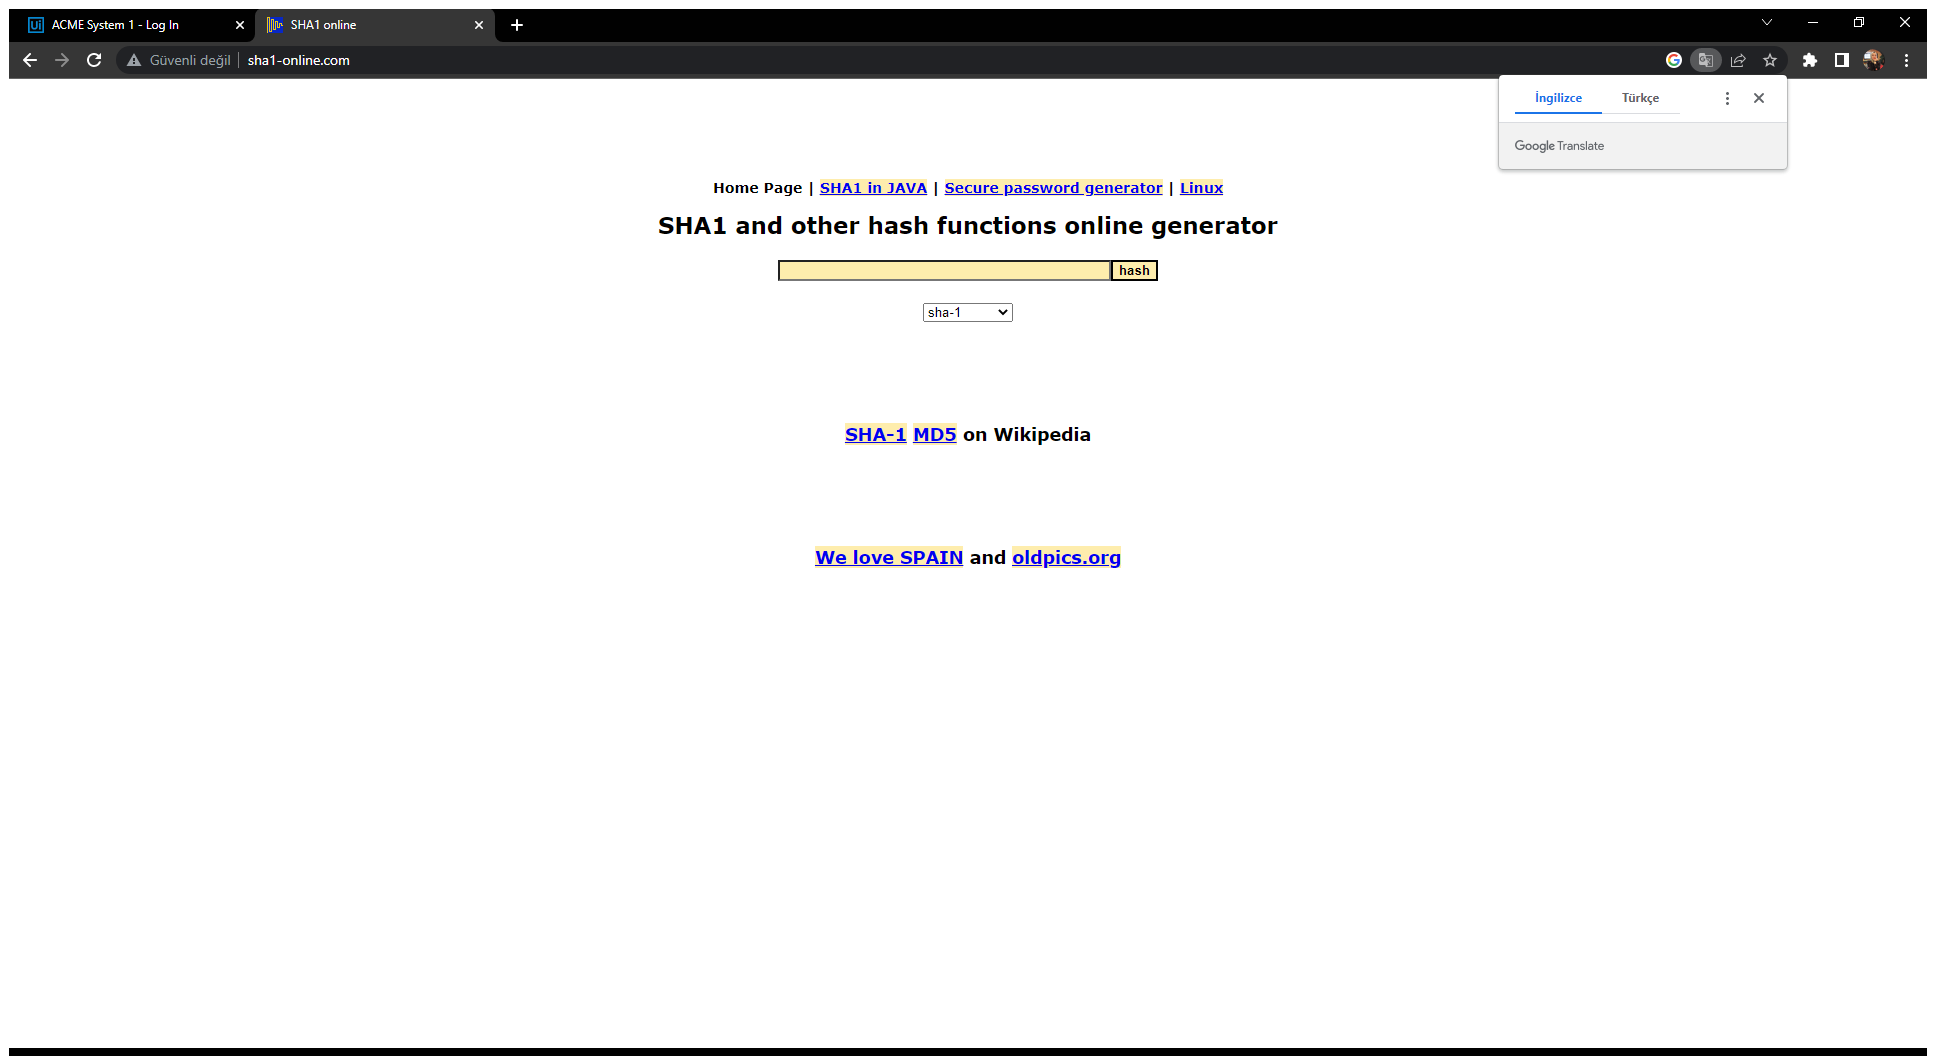 ACME System 1 - Log In
SHA1 online
Güvenli değil | sha1-online.com
İngilizce Türkçe
Google Translate
Home Page | SHA1 in JAVA | Secure password generator | Linux
SHA1 and other hash functions online generator
hash
sha-1
SHA-1 MD5 on Wikipedia
We love SPAIN and oldpics.org